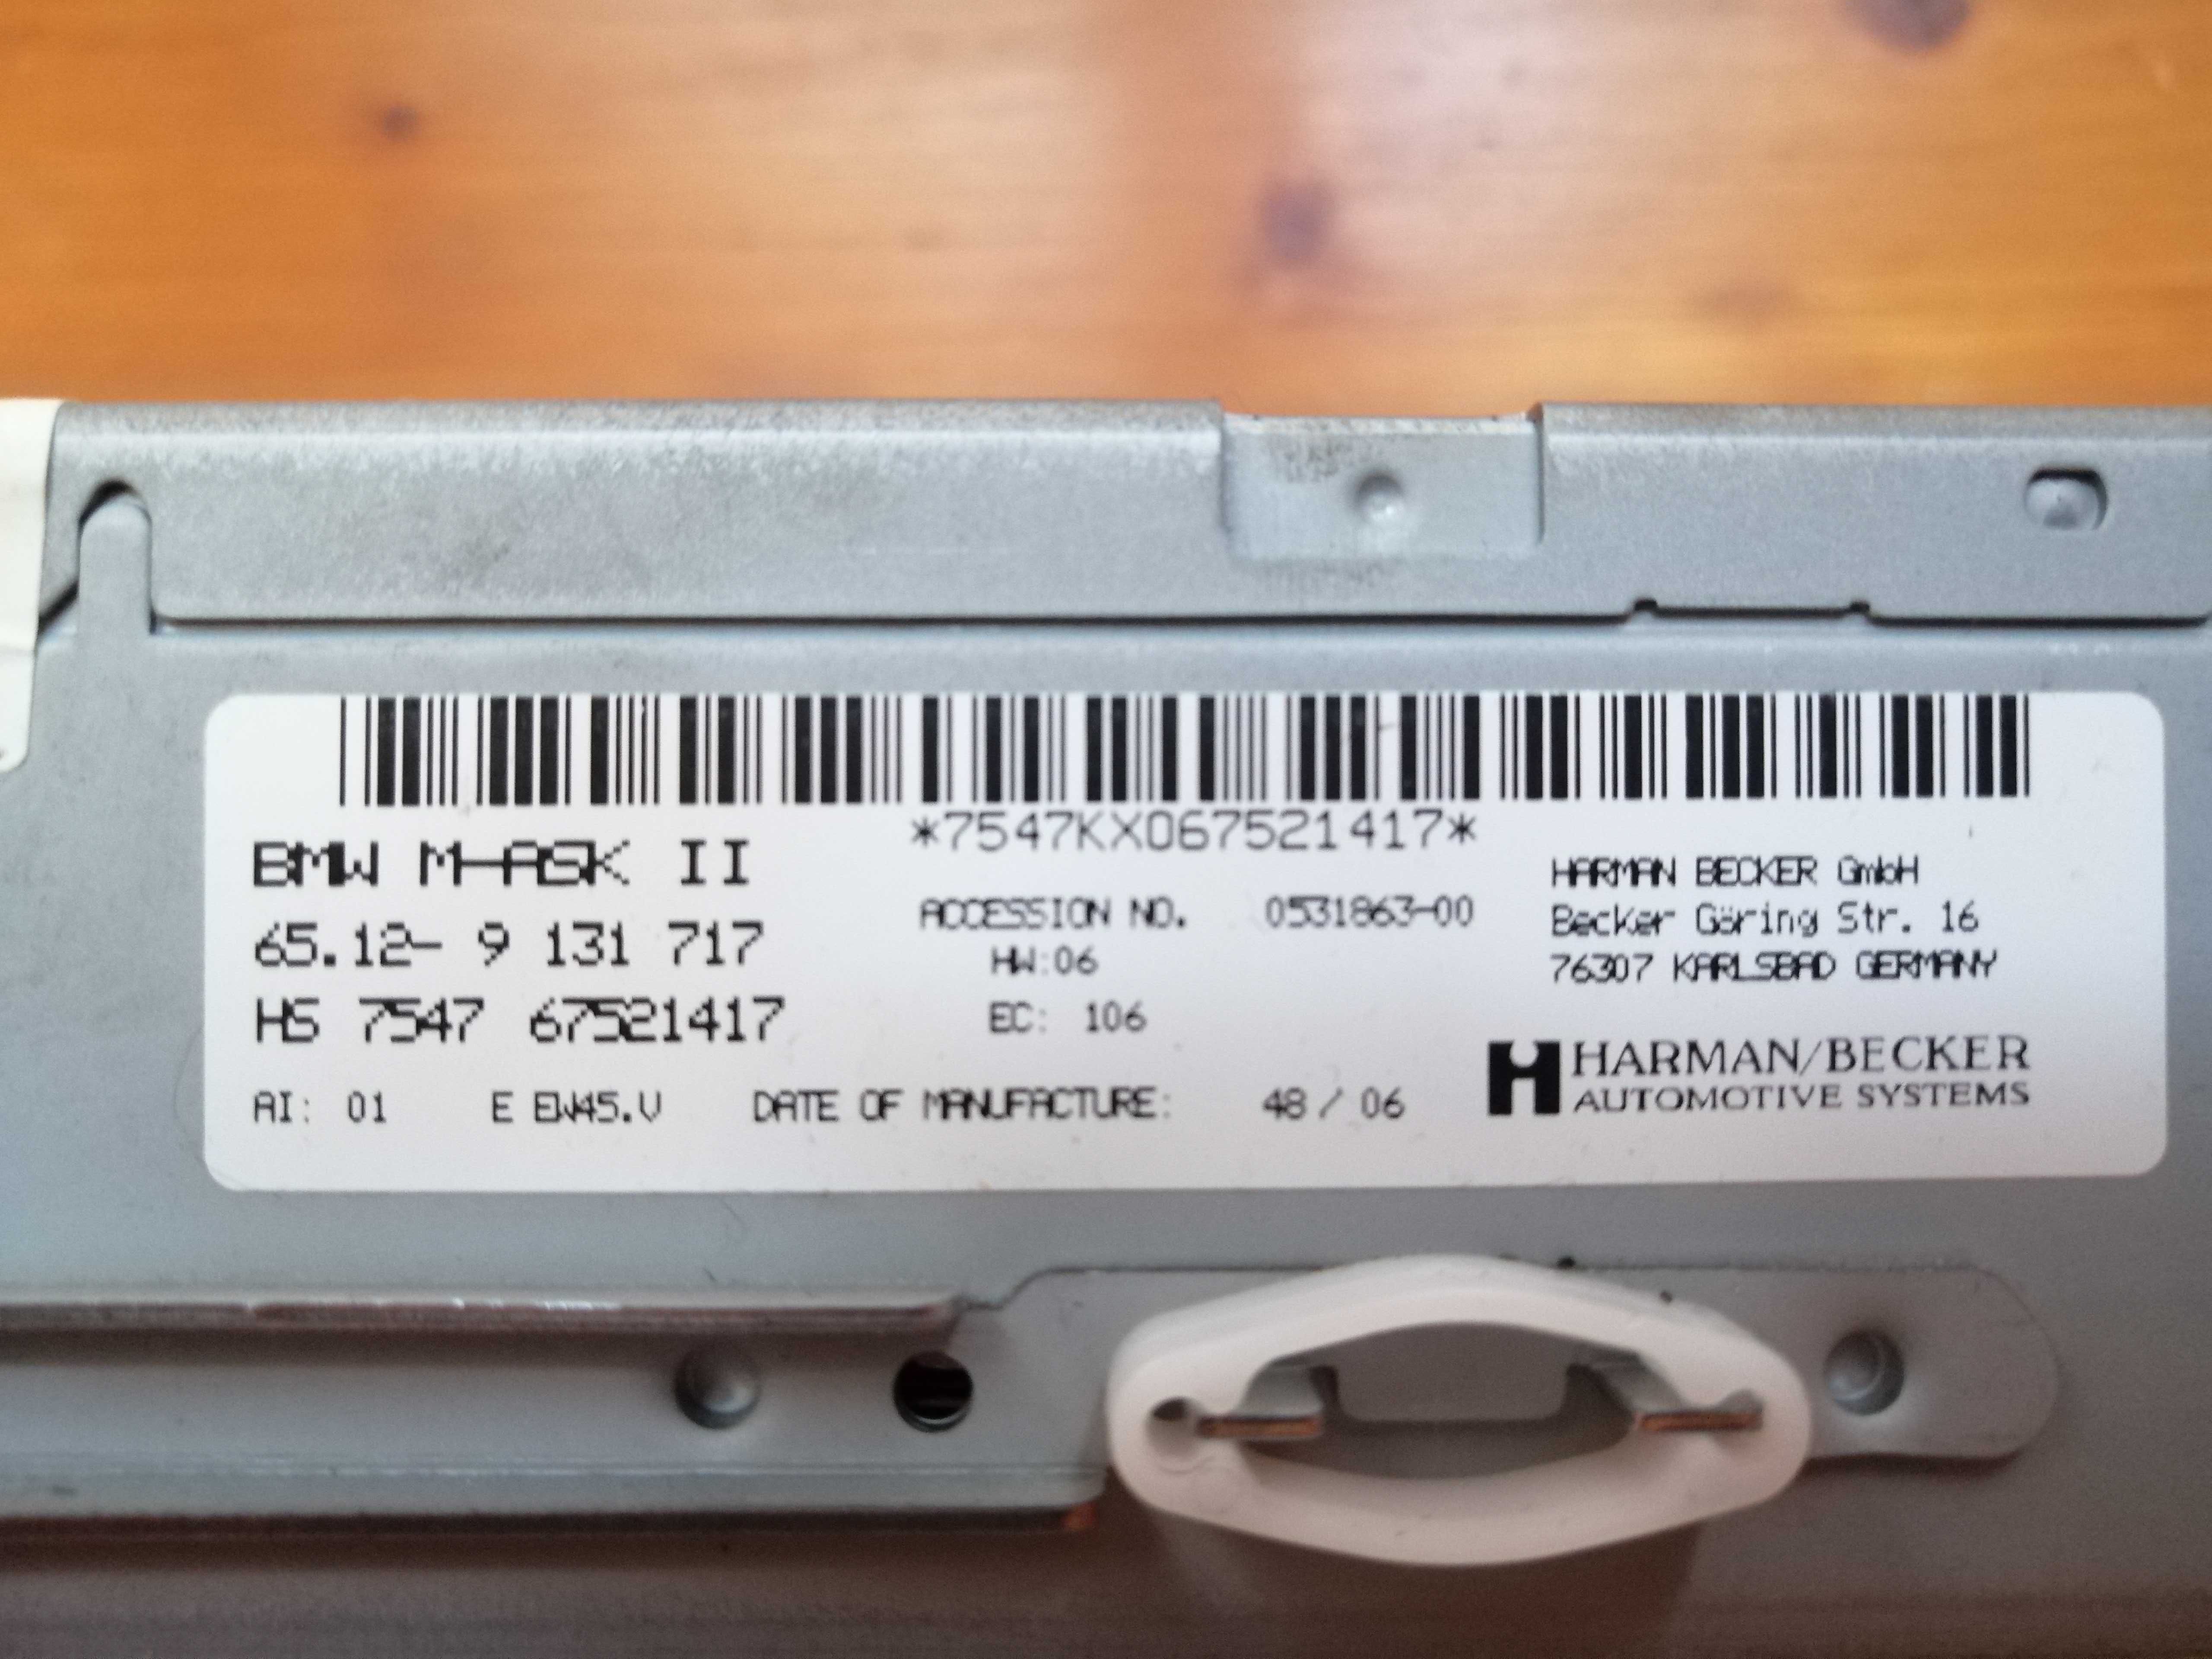 *7547KX067521417*
BMW M-ASK II
65.12- 9 131 717
HS 7547 67521417
AI: 01 E EW45.V DATE OF MANUFACTURE: 48 / 06
ACCESSION NO. 0531863-00
HW:06
EC: 106
HARMAN BECKER GmbH
Becker Göring Str. 16
76307 KARLSBAD GERMANY
HARMAN/BECKER
AUTOMOTIVE SYSTEMS